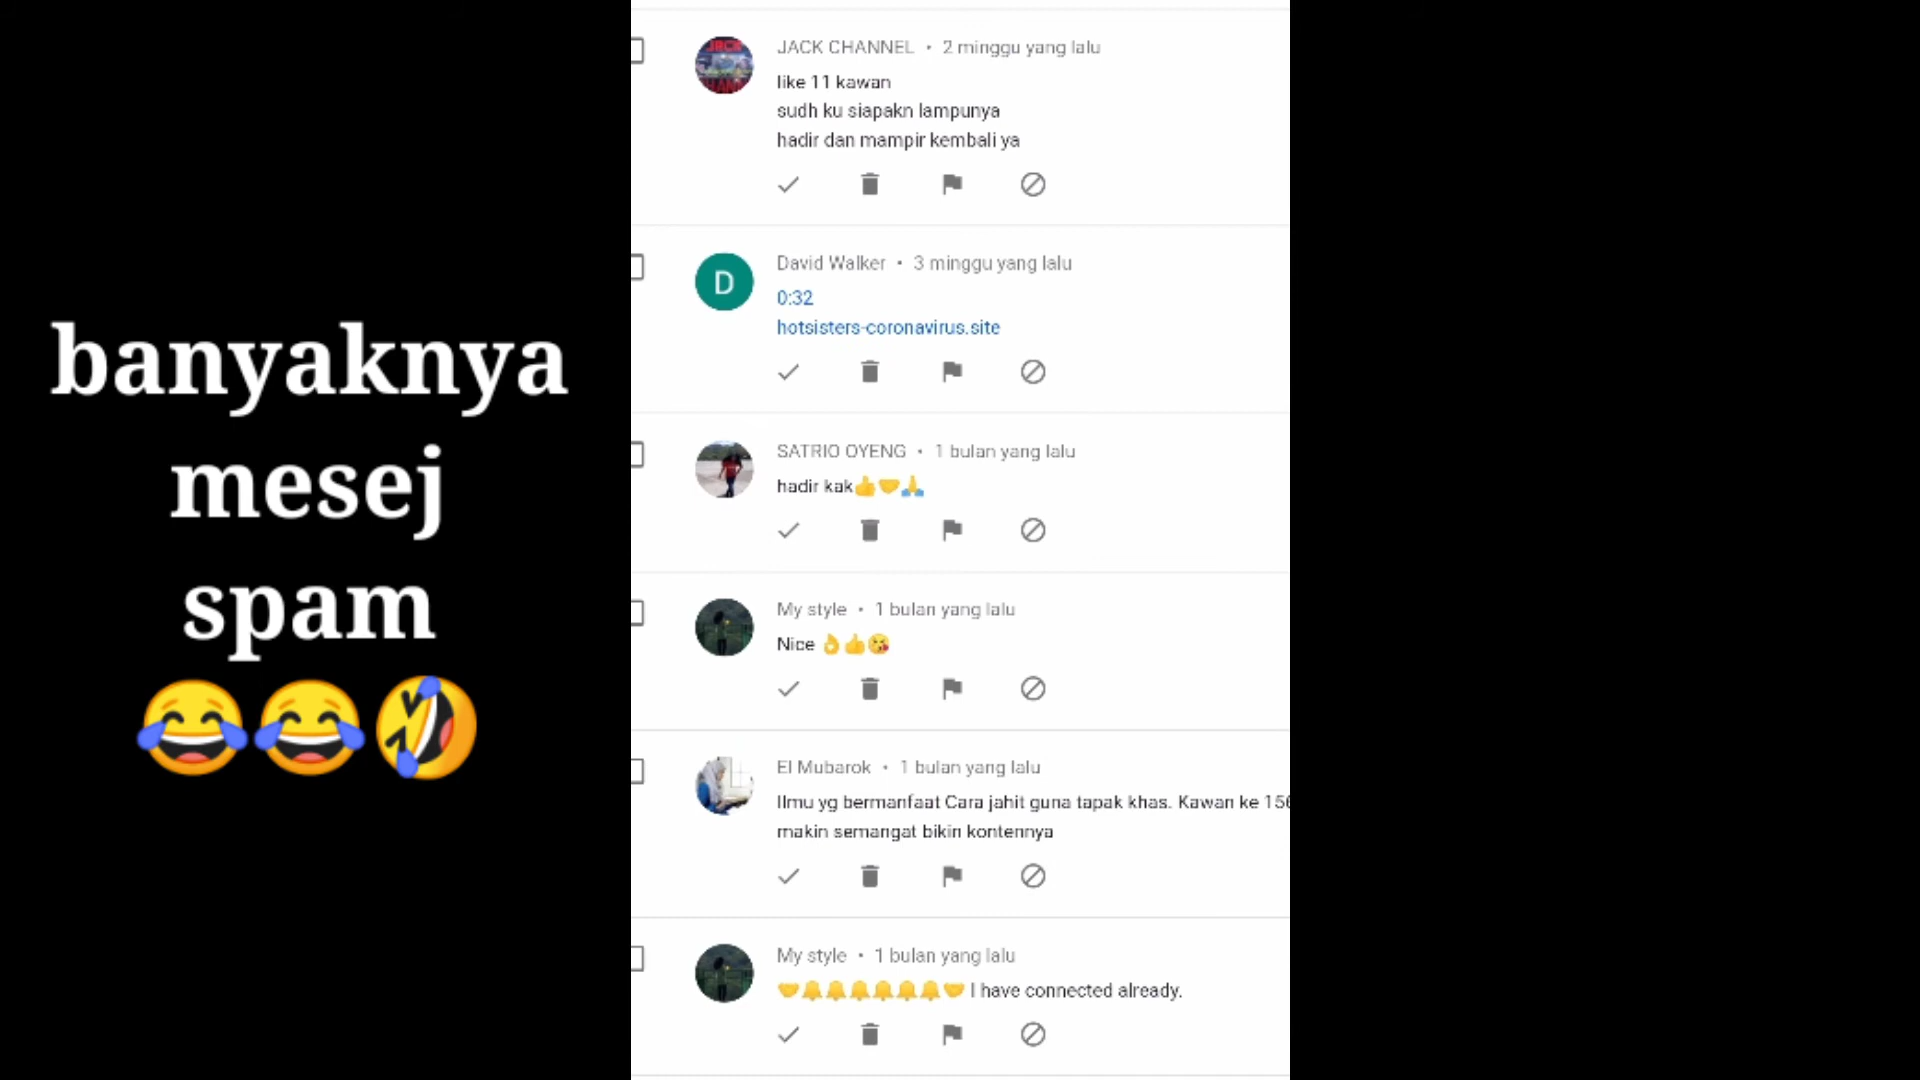 banyaknya
mesej
spam
😂😂🤣
JACK CHANNEL • 2 minggu yang lalu
like 11 kawan
sudh ku siapakn lampunya
hadir dan mampir kembali ya
D
David Walker • 3 minggu yang lalu
0:32
hotsisters-coronavirus.site
SATRIO OYENG • 1 bulan yang lalu
hadir kak👍🤝🙏
My style • 1 bulan yang lalu
Nice 👌👍😘
El Mubarok • 1 bulan yang lalu
Ilmu yg bermanfaat Cara jahit guna tapak khas. Kawan ke
makin semangat bikin kontennya
My style • 1 bulan yang lalu
🤝🔔🔔🔔🔔🔔🔔🤝 I have connected already.